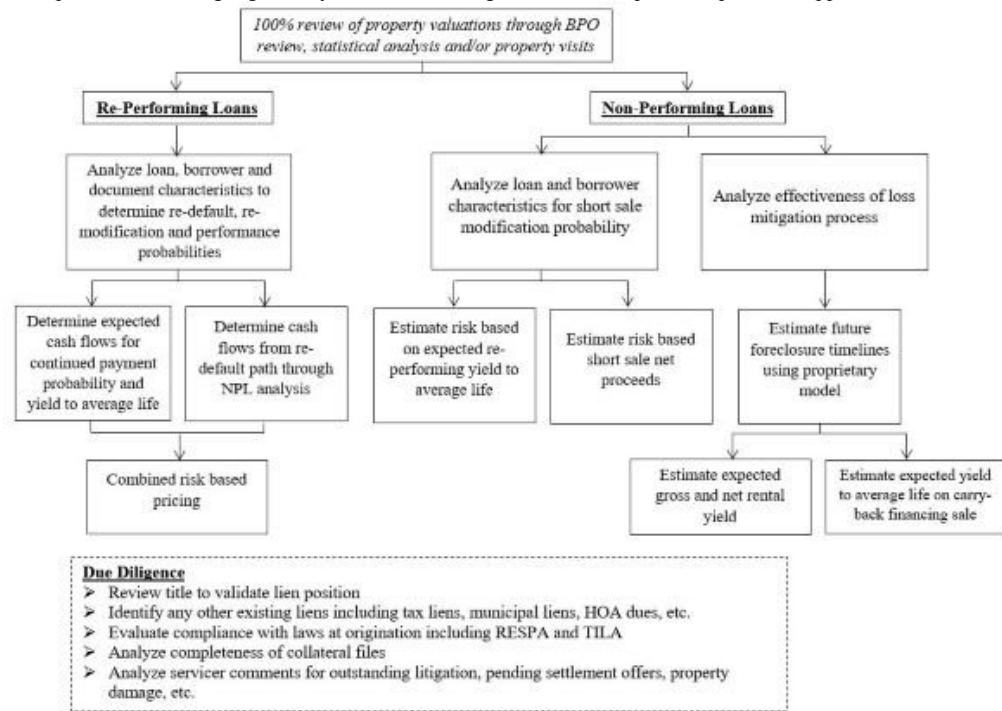 100% review of property valuations through BPO
review, statistical analysis and/or property visits
Re-Performing Loans
Non-Performing Loans
Analyze loan, borrower and
document characteristics to
determine re-default, re-
modification and performance
probabilities
Analyze loan and borrower
characteristics for short sale
modification probability
Analyze effectiveness of loss
mitigation process
Determine expected
cash flows for
continued payment
probability and
yield to average life
Determine cash
flows from re-
default path through
NPL analysis
Estimate risk based
on expected re-
performing yield to
average life
Estimate risk based
short sale net
proceeds
Estimate future
foreclosure timelines
using proprietary
model
Combined risk based
pricing
Estimate expected
gross and net rental
yield
Estimate expected yield
to average life on carry-
back financing sale
Due Diligence
➢ Review title to validate lien position
➢ Identify any other existing liens including tax liens, municipal liens, HOA dues, etc.
➢ Evaluate compliance with laws at origination including RESPA and TILA
➢ Analyze completeness of collateral files
➢ Analyze servicer comments for outstanding litigation, pending settlement offers, property
damage, etc.